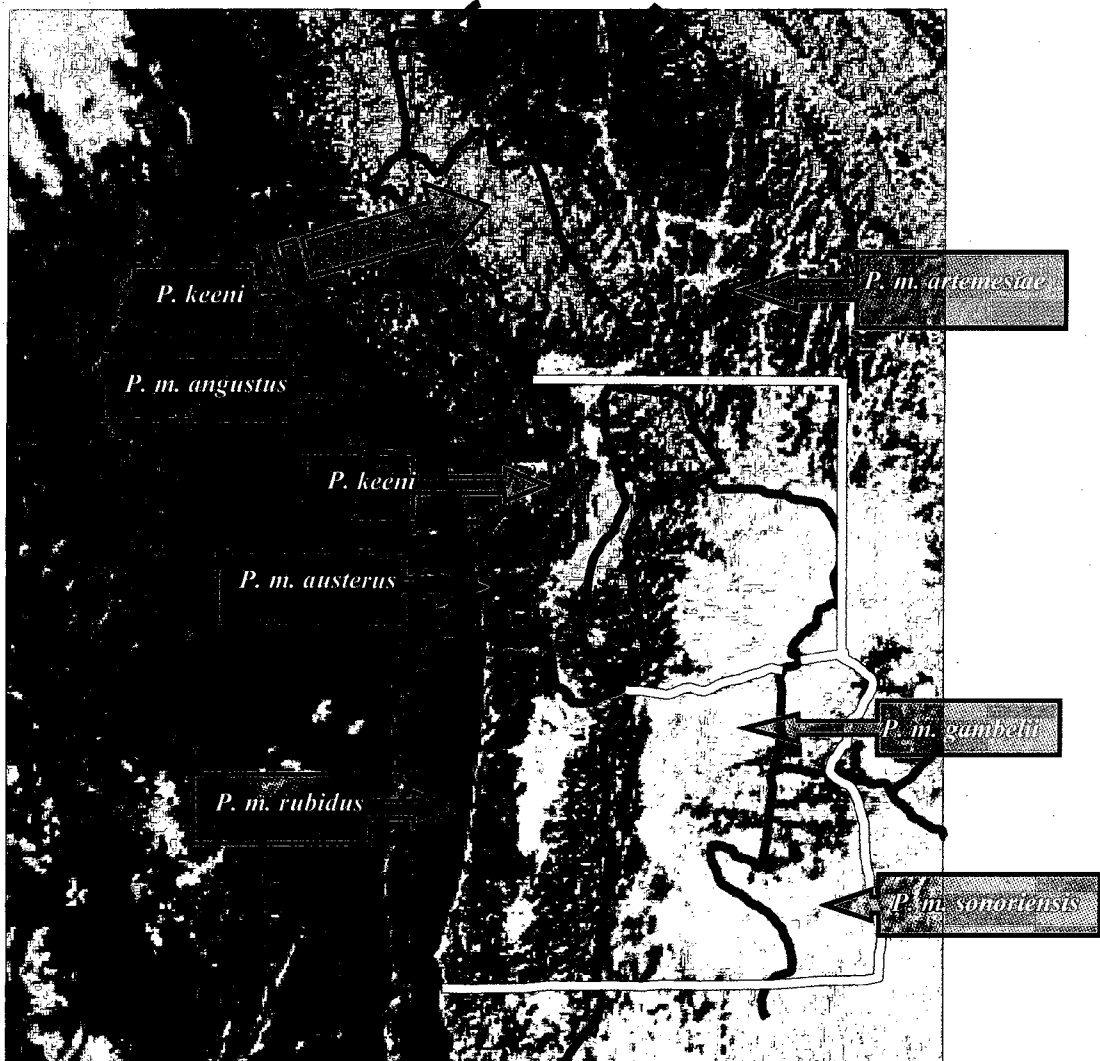 P. keeni
P. m. artemesiae
P. m. angustus
P. keeni
P. m. austerus
P. m. gambelii
P. m. rubidus
P. m. sonoriensis